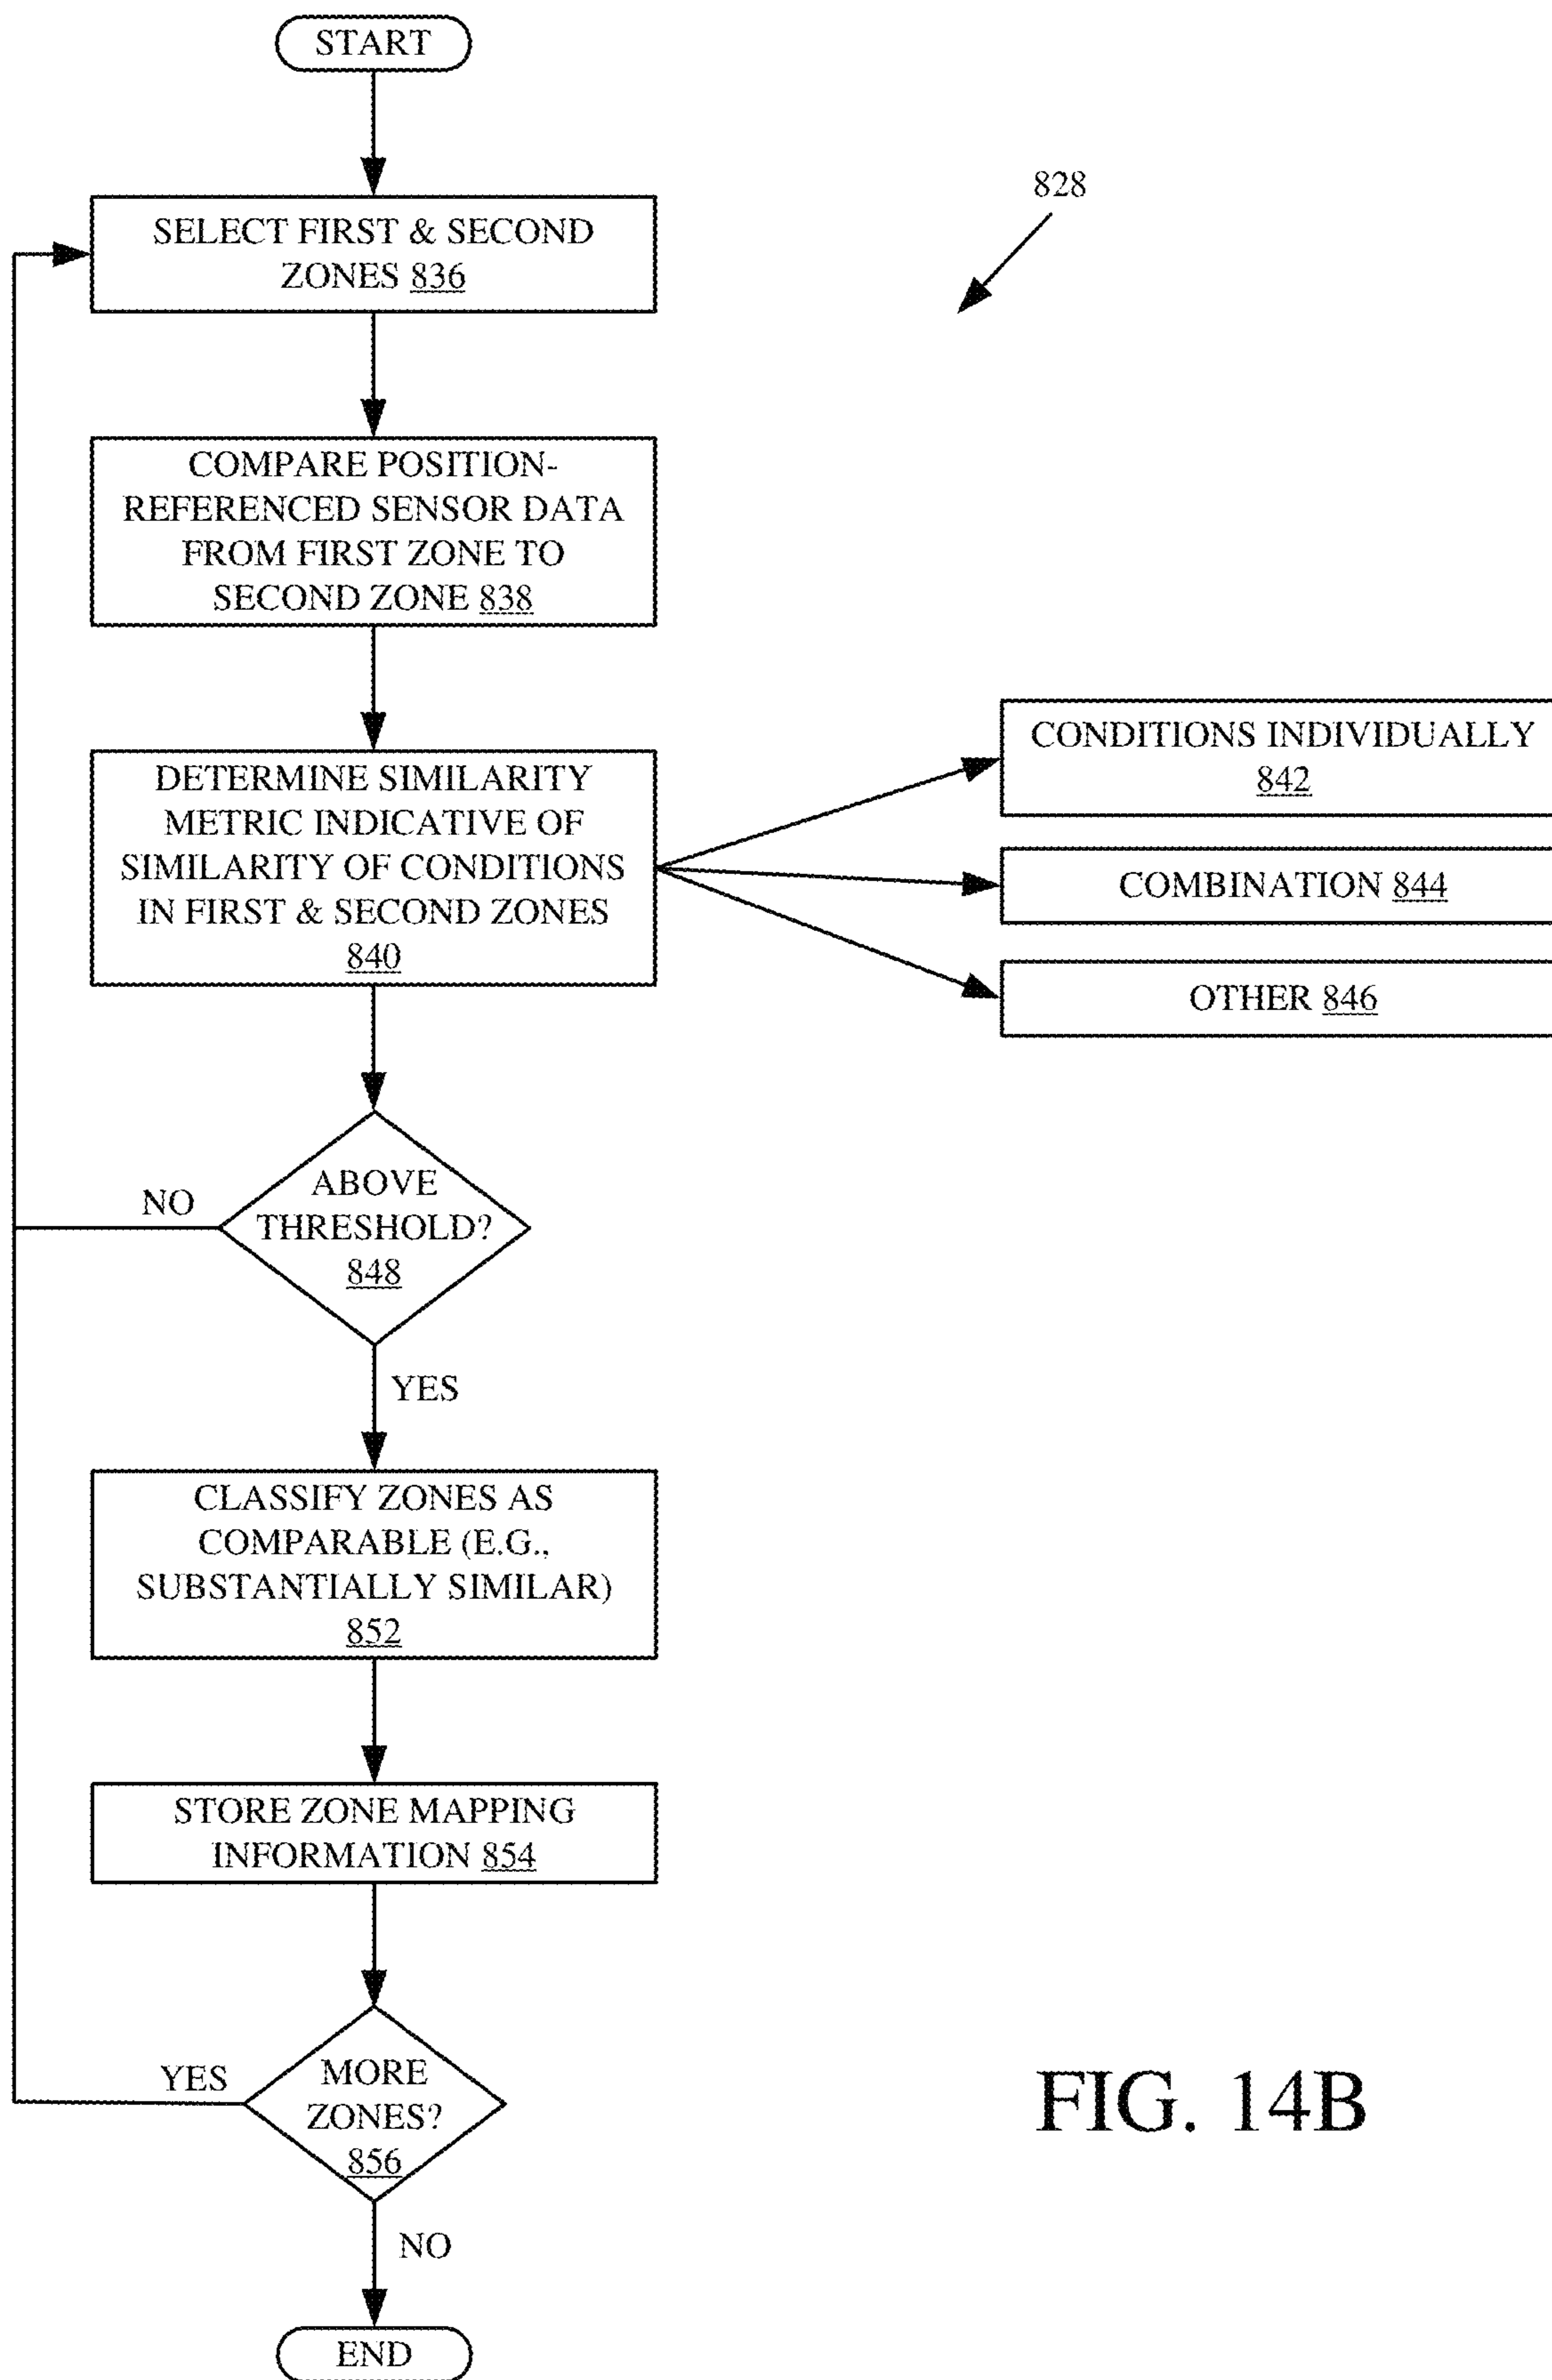 START
828
SELECT FIRST & SECOND
ZONES 836
COMPARE POSITION-
REFERENCED SENSOR DATA
FROM FIRST ZONE TO
SECOND ZONE 838
DETERMINE SIMILARITY
METRIC INDICATIVE OF
SIMILARITY OF CONDITIONS
IN FIRST & SECOND ZONES
840
CONDITIONS INDIVIDUALLY
842
COMBINATION 844
OTHER 846
ABOVE
THRESHOLD?
848
NO
YES
CLASSIFY ZONES AS
COMPARABLE (E.G.,
SUBSTANTIALLY SIMILAR)
852
STORE ZONE MAPPING
INFORMATION 854
MORE
ZONES?
856
YES
NO
END
FIG. 14B